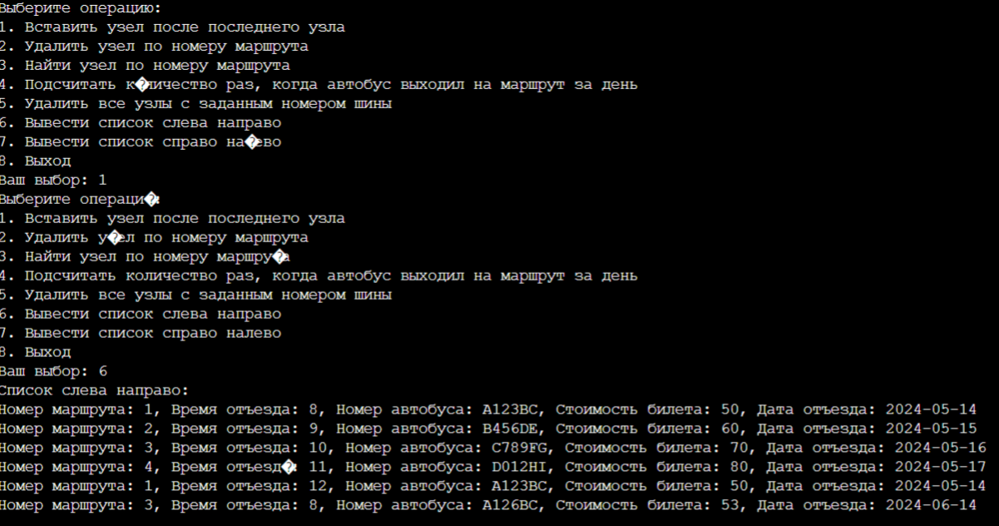 Выберите операцию:
1. Вставить узел после последнего узла
2. Удалить узел по номеру маршрута
3. Найти узел по номеру маршрута
4. Подсчитать к�личество раз, когда автобус выходил на маршрут за день
5. Удалить все узлы с заданным номером шины
6. Вывести список слева направо
7. Вывести список справо на�ево
8. Выход
Ваш выбор: 1
Выберите операци�:
1. Вставить узел после последнего узла
2. Удалить у�ел по номеру маршрута
3. Найти узел по номеру маршру�а
4. Подсчитать количество раз, когда автобус выходил на маршрут за день
5. Удалить все узлы с заданным номером шины
6. Вывести список слева направо
7. Вывести список справо налево
8. Выход
Ваш выбор: 6
Список слева направо:
Номер маршрута: 1, Время отъезда: 8, Номер автобуса: A123BC, Стоимость билета: 50, Дата отъезда: 2024-05-14
Номер маршрута: 2, Время отъезда: 9, Номер автобуса: B456DE, Стоимость билета: 60, Дата отъезда: 2024-05-15
Номер маршрута: 3, Время отъезда: 10, Номер автобуса: C789FG, Стоимость билета: 70, Дата отъезда: 2024-05-16
Номер маршрута: 4, Время отъезд�: 11, Номер автобуса: D012HI, Стоимость билета: 80, Дата отъезда: 2024-05-17
Номер маршрута: 1, Время отъезда: 12, Номер автобуса: A123BC, Стоимость билета: 50, Дата отъезда: 2024-05-14
Номер маршрута: 3, Время отъезда: 8, Номер автобуса: A126BC, Стоимость билета: 53, Дата отъезда: 2024-06-14